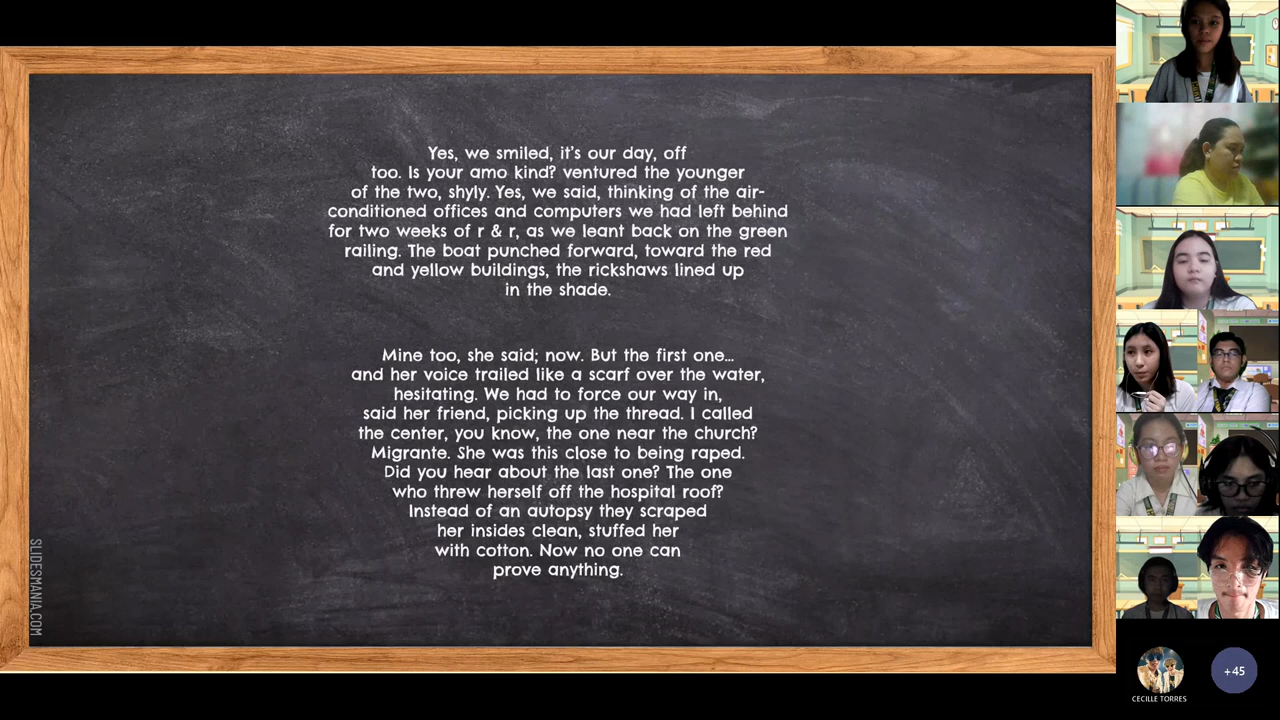 Yes, we smiled, it's our day, off
too. Is your amo kind? ventured the younger
of the two, shyly. Yes, we said, thinking of the air-
conditioned offices and computers we had left behind
for two weeks of r & r, as we leant back on the green
railing. The boat punched forward, toward the red
and yellow buildings, the rickshaws lined up
in the shade.
Mine too, she said; now. But the first one...
and her voice trailed like a scarf over the water,
hesitating. We had to force our way in,
said her friend, picking up the thread. I called
the center, you know, the one near the church?
Migrante. She was this close to being raped.
Did you hear about the last one? The one
who threw herself off the hospital roof?
Instead of an autopsy they scraped
her insides clean, stuffed her
with cotton. Now no one can
prove anything.
SLIDESMANIA.COM
CECILLE TORRES
+45